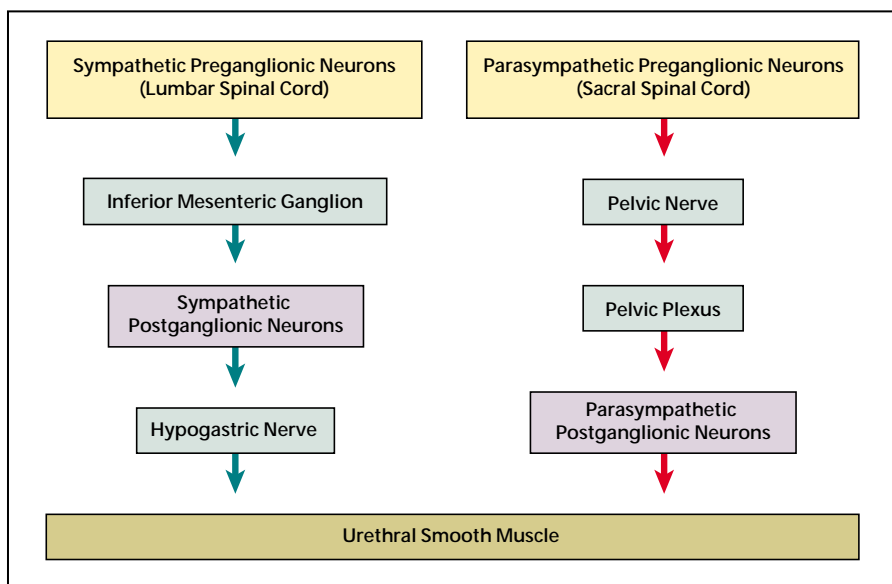 Sympathetic Preganglionic Neurons
(Lumbar Spinal Cord)
Inferior Mesenteric Ganglion
Sympathetic
Postganglionic Neurons
Hypogastric Nerve
Parasympathetic Preganglionic Neurons
(Sacral Spinal Cord)
Pelvic Nerve
Pelvic Plexus
Parasympathetic
Postganglionic Neurons
Urethral Smooth Muscle